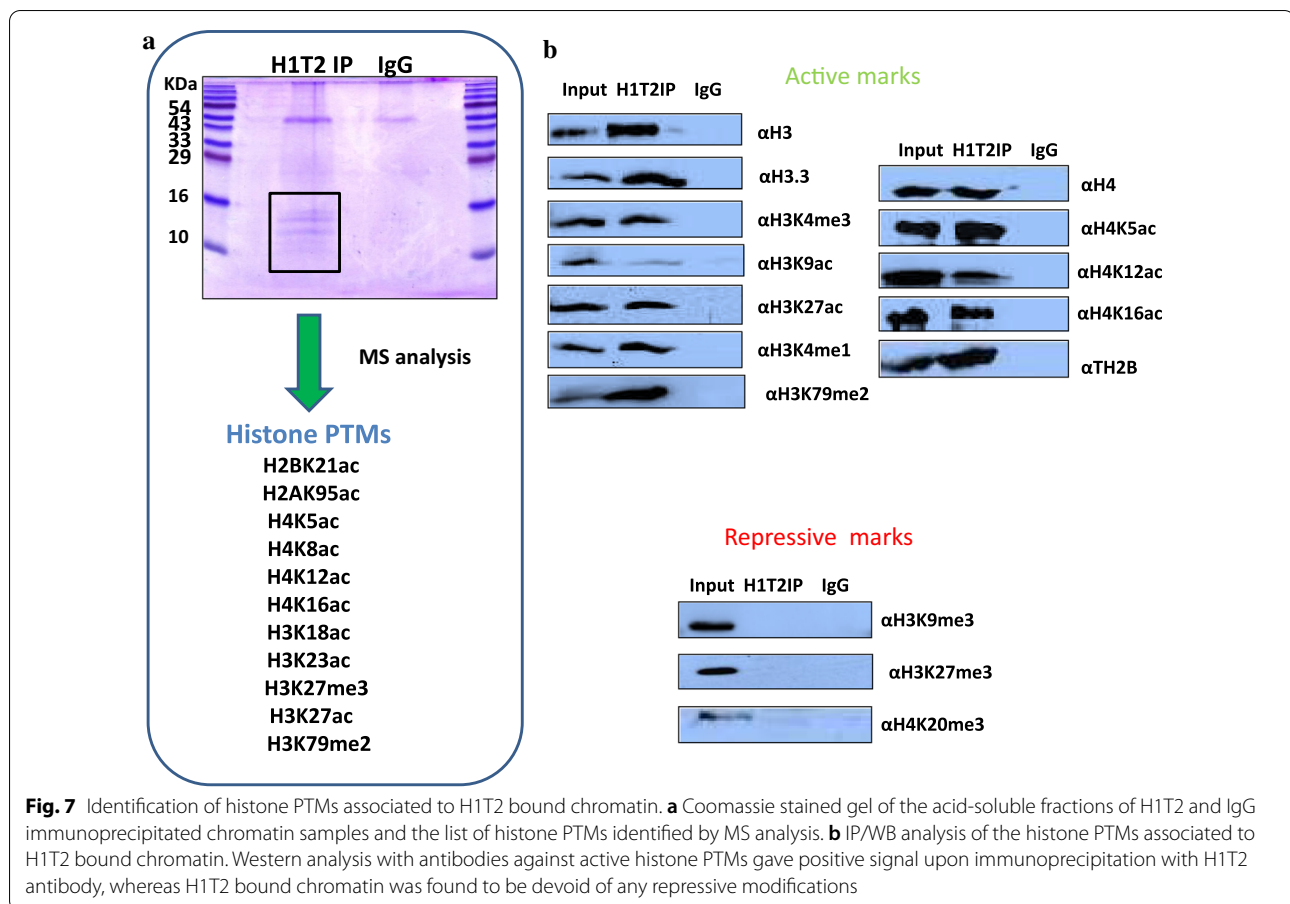 a
H1T2 IP IgG
KDa
54
43
33
29
16
10
MS analysis
Histone PTMs
H2BK21ac
H2AK95ac
H4K5ac
H4K8ac
H4K12ac
H4K16ac
H3K18ac
H3K23ac
H3K27me3
H3K27ac
H3K79me2
b
Active marks
Input H1T2IP IgG
αH3
αH3.3
αH3K4me3
αH3K9ac
αH3K27ac
αH3K4me1
αH3K79me2
Input H1T2IP IgG
αH4
αH4K5ac
αH4K12ac
αH4K16ac
αTH2B
Repressive marks
Input H1T2IP IgG
αH3K9me3
αH3K27me3
αH4K20me3
Fig. 7 Identification of histone PTMs associated to H1T2 bound chromatin. a Coomassie stained gel of the acid-soluble fractions of H1T2 and IgG
immunoprecipitated chromatin samples and the list of histone PTMs identified by MS analysis. b IP/WB analysis of the histone PTMs associated to
H1T2 bound chromatin. Western analysis with antibodies against active histone PTMs gave positive signal upon immunoprecipitation with H1T2
antibody, whereas H1T2 bound chromatin was found to be devoid of any repressive modifications